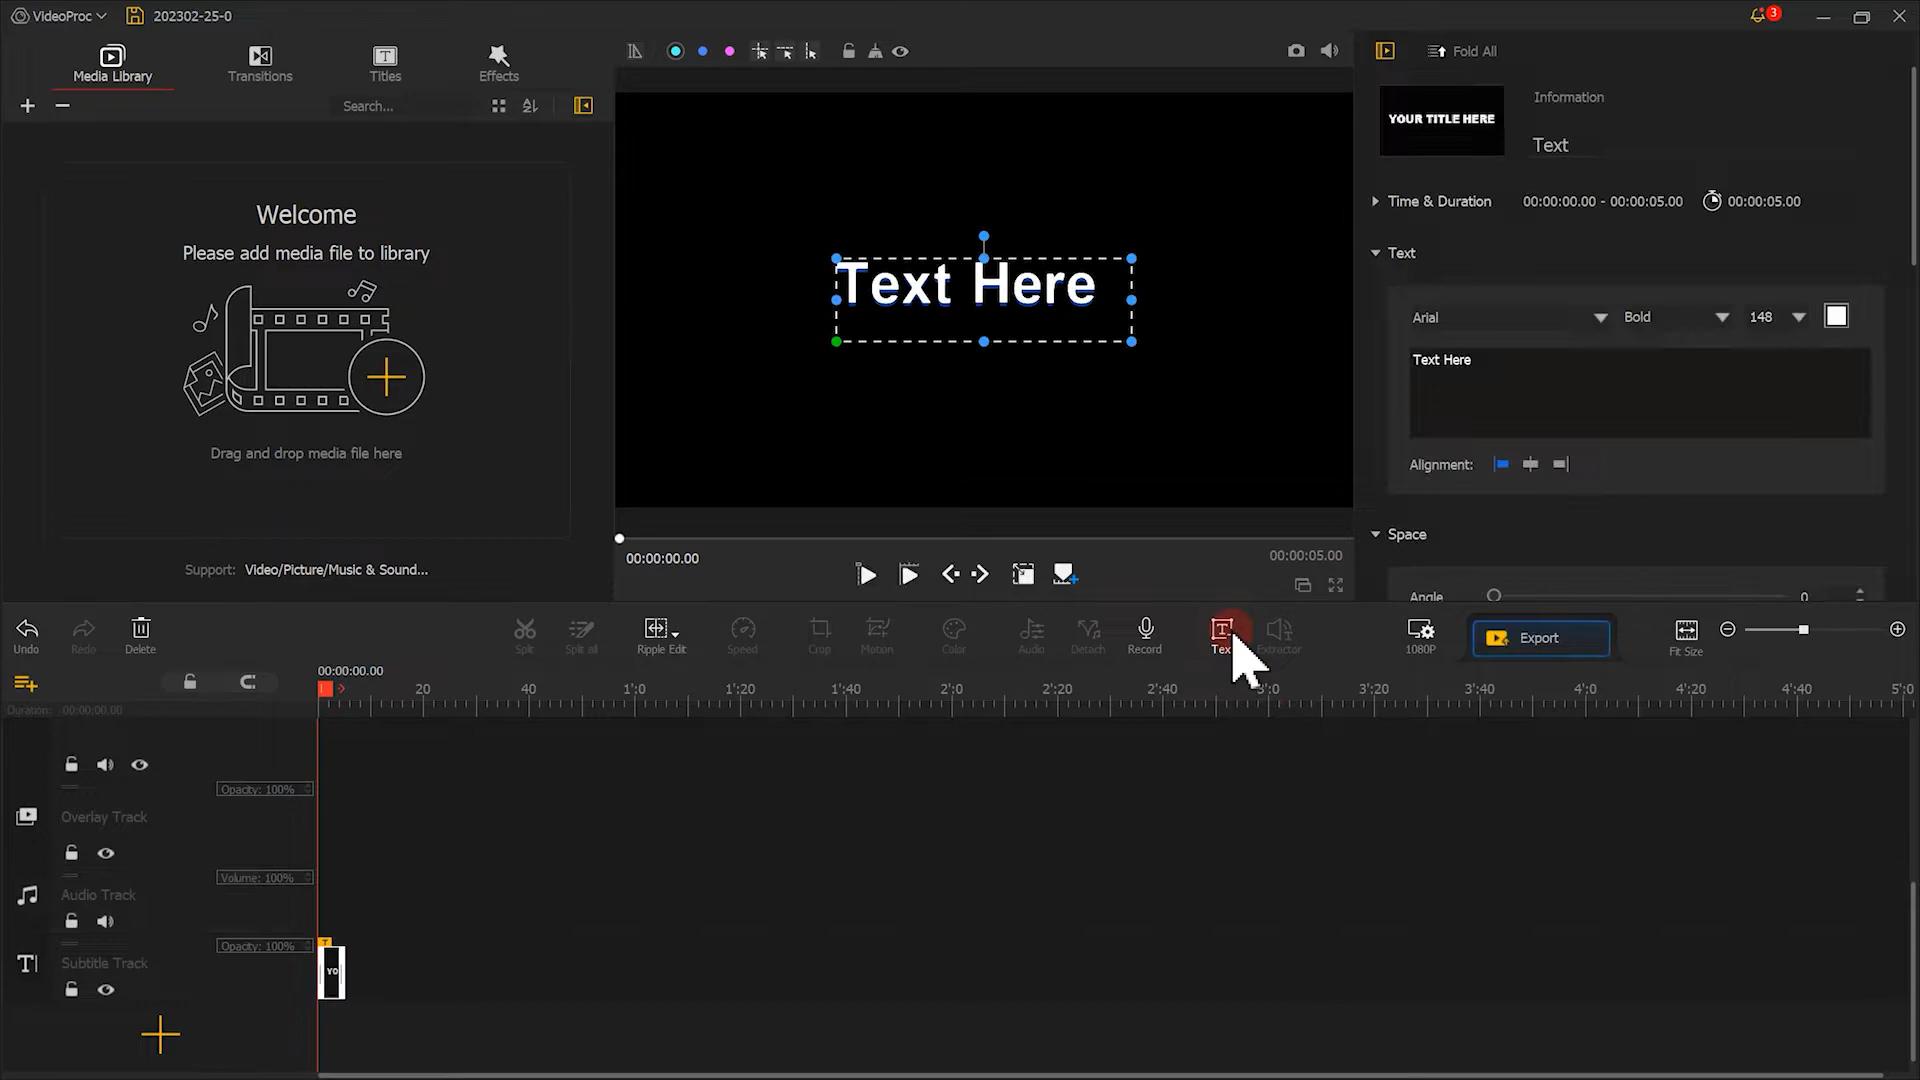 VideoProc
202302-25-0
3
Media Library
Transitions
Titles
Effects
Fold All
Search...
YOUR TITLE HERE
Information
Text
Welcome
Please add media file to library
Drag and drop media file here
Support: Video/Picture/Music & Sound...
Text Here
Time & Duration 00:00:00.00 - 00:00:05.00 00:00:05.00
Text
Arial Bold 148
Text Here
Alignment:
Space
Angle 0
00:00:00.00
00:00:05.00
Undo
Redo
Delete
Split
Split all
Ripple Edit
Speed
Crop
Motion
Color
Audio
Detach
Record
Tex
Extractor
1080P
Export
Fit Size
00:00:00.00
20 40 1'0 1'20 1'40 2'0 2'20 2'40 3'0 3'20 3'40 4'0 4'20 4'40 5'0
Duration: 00:00:00.00
Opacity: 100%
Overlay Track
Volume: 100%
Audio Track
Opacity: 100%
Subtitle Track
T
YO